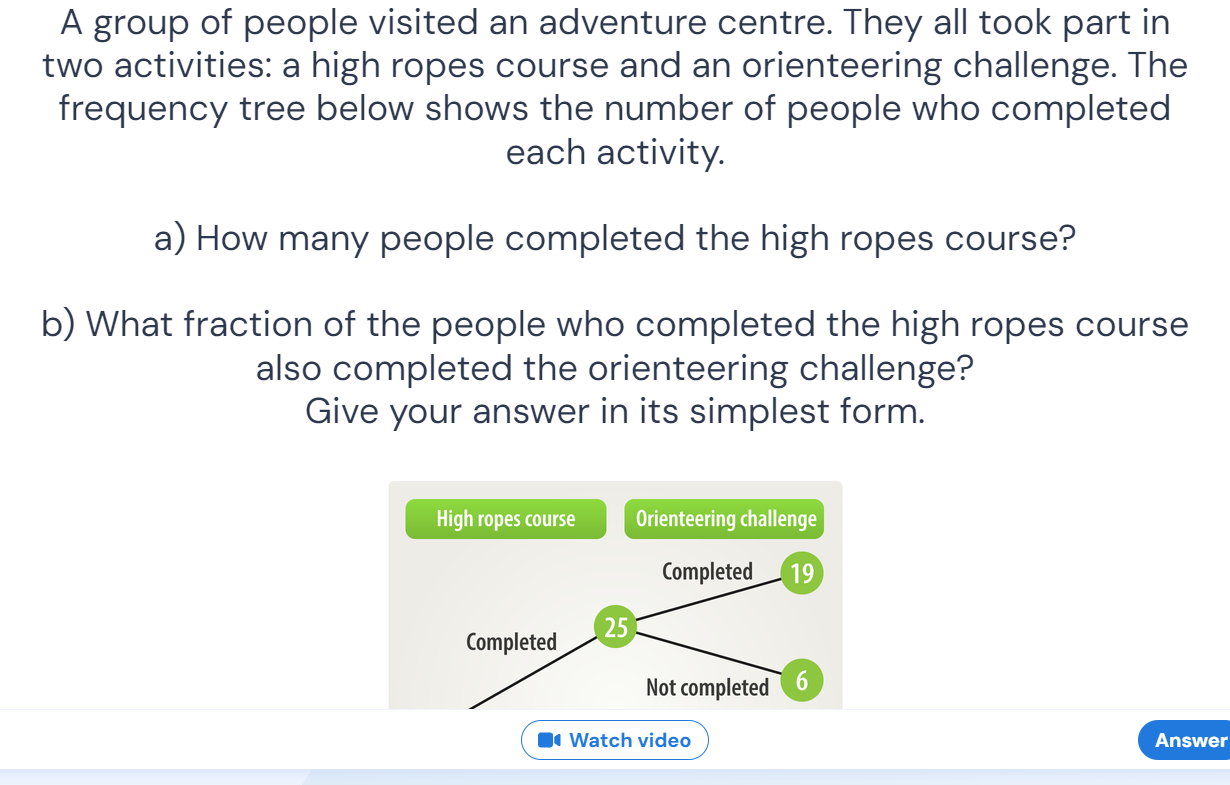 A group of people visited an adventure centre. They all took part in
two activities: a high ropes course and an orienteering challenge. The
frequency tree below shows the number of people who completed
each activity.
a) How many people completed the high ropes course?
b) What fraction of the people who completed the high ropes course
also completed the orienteering challenge?
Give your answer in its simplest form.
High ropes course
Orienteering challenge
Completed
19
25
Completed
Not completed
6
Watch video
Answer